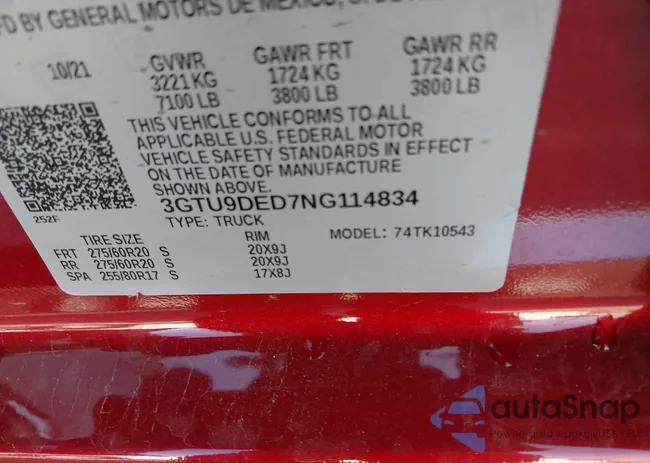 FD BY GENERAL MOTORS DE MEXICO,
10/21
GVWR GAWR FRT GAWR RR
3221 KG 1724 KG 1724 KG
7100 LB 3800 LB 3800 LB
THIS VEHICLE CONFORMS TO ALL
APPLICABLE U.S. FEDERAL MOTOR
VEHICLE SAFETY STANDARDS IN EFFECT
ON THE DATE OF MANUFACTURE
SHOWN ABOVE.
3GTU9DED7NG114834
252F
TYPE: TRUCK
MODEL: 74TK10543
TIRE SIZE RIM
FRT 275/60R20 S 20X9J
RR 275/60R20 S 20X9J
SPA 255/80R17 S 17X8J
autoSnap